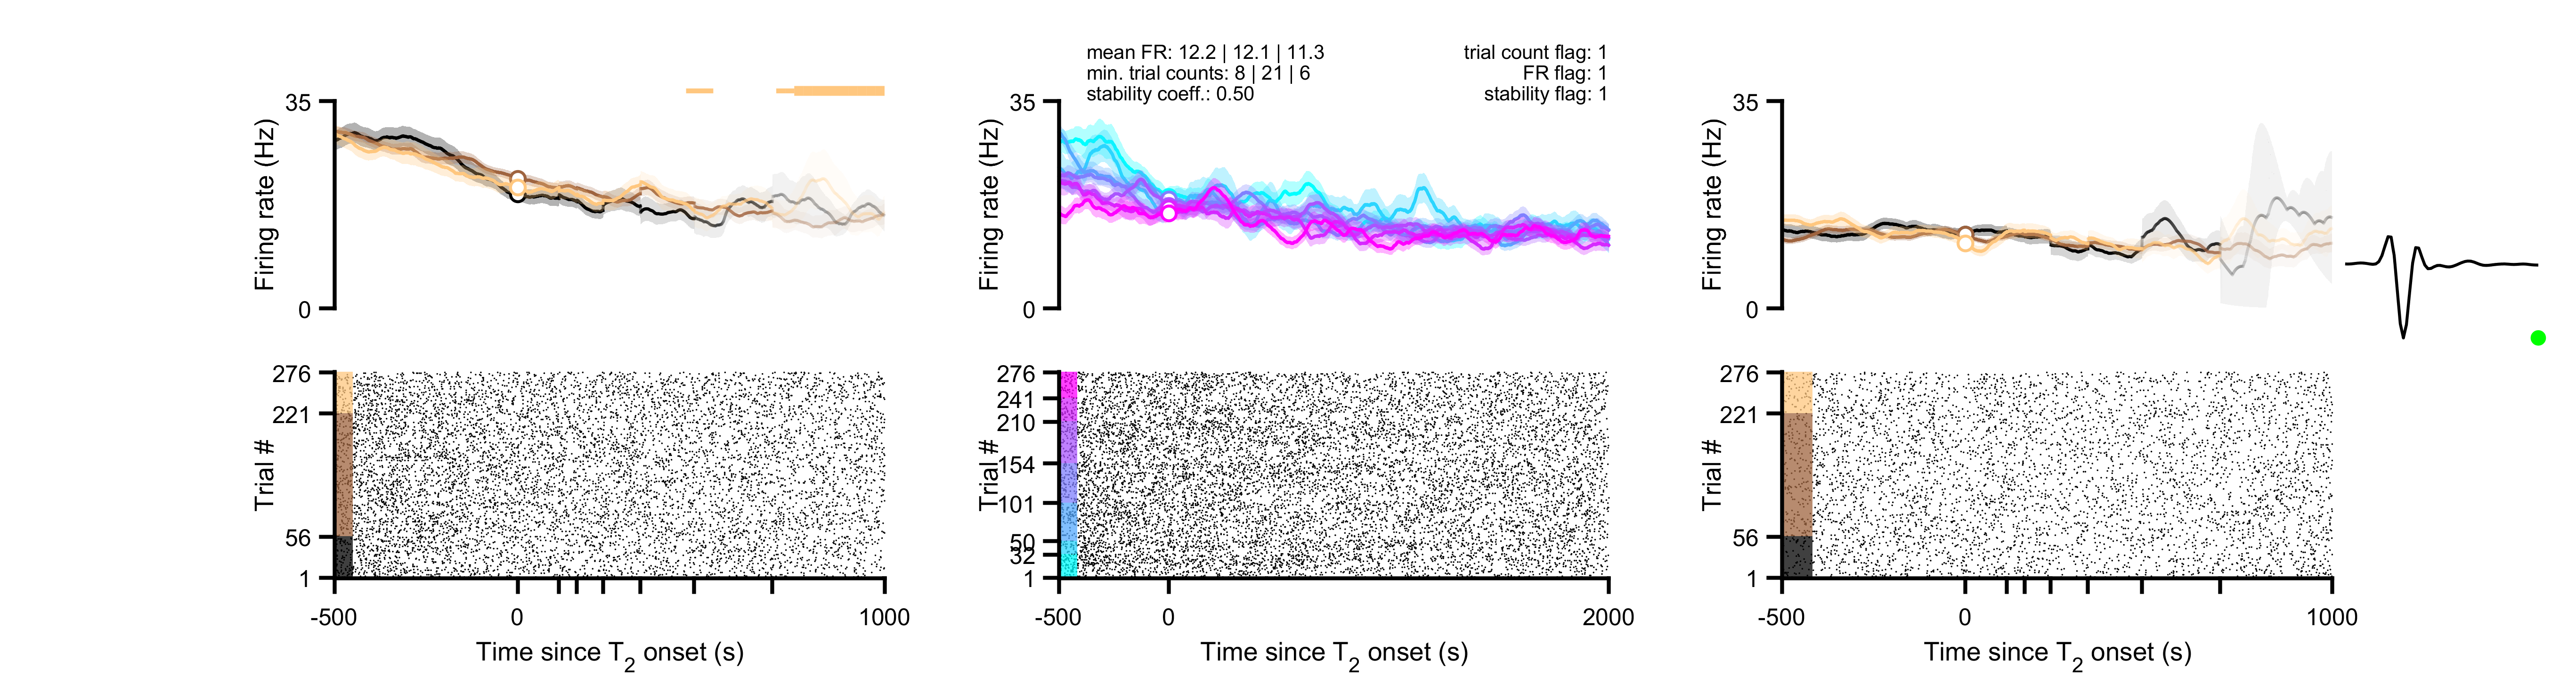 mean FR: 12.2 | 12.1 | 11.3
min. trial counts: 8 | 21 | 6
stability coeff.: 0.50
trial count flag: 1
FR flag: 1
stability flag: 1
35
Firing rate (Hz)
0
35
Firing rate (Hz)
0
35
Firing rate (Hz)
0
276
221
Trial #
56
1
-500
0
1000
Time since T2 onset (s)
276
241
210
Trial #
154
101
50
32
1
-500
0
2000
Time since T2 onset (s)
276
221
Trial #
56
1
-500
0
1000
Time since T2 onset (s)